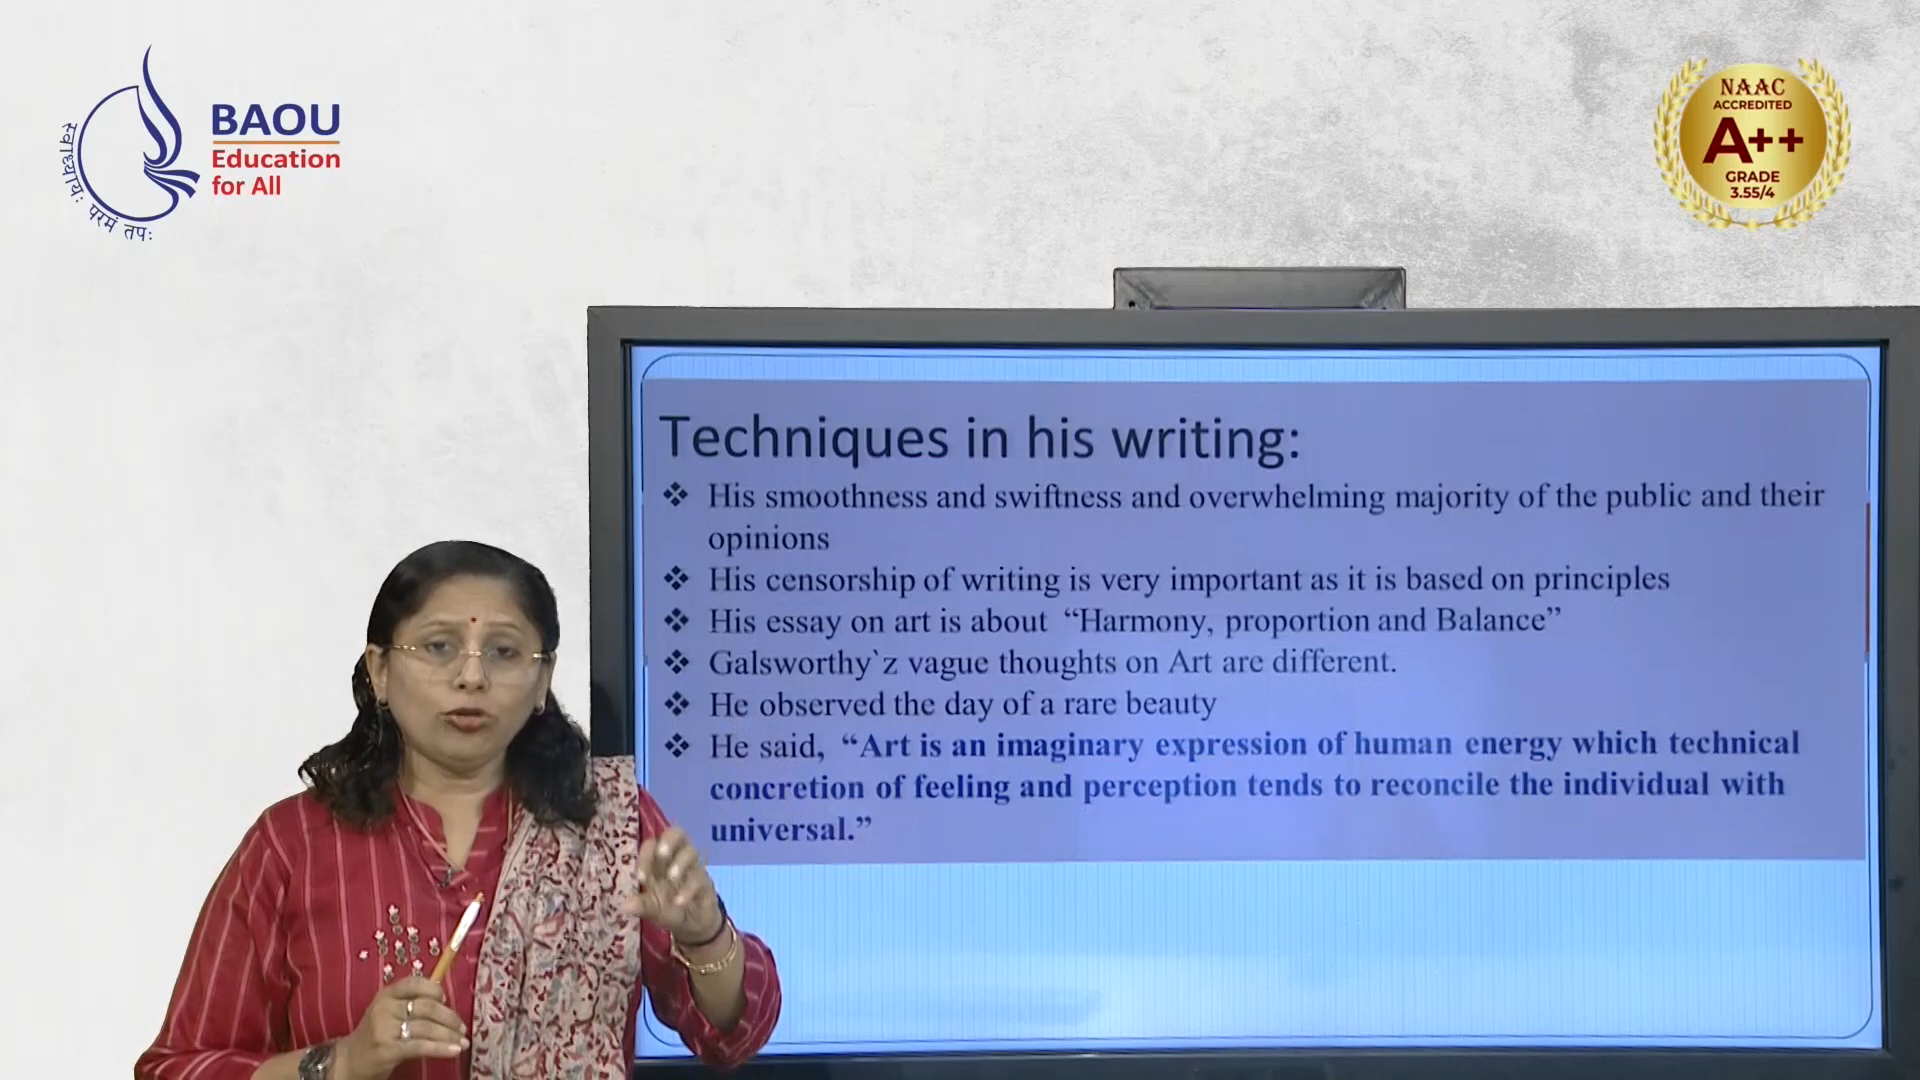 स्वाध्यायः परमं तपः
BAOU
Education
for All
NAAC
ACCREDITED
A++
GRADE
3.55/4
Techniques in his writing:
❖ His smoothness and swiftness and overwhelming majority of the public and their
opinions
❖ His censorship of writing is very important as it is based on principles
❖ His essay on art is about “Harmony, proportion and Balance”
❖ Galsworthy`z vague thoughts on Art are different.
❖ He observed the day of a rare beauty
❖ He said, “Art is an imaginary expression of human energy which technical
concretion of feeling and perception tends to reconcile the individual with
universal.”